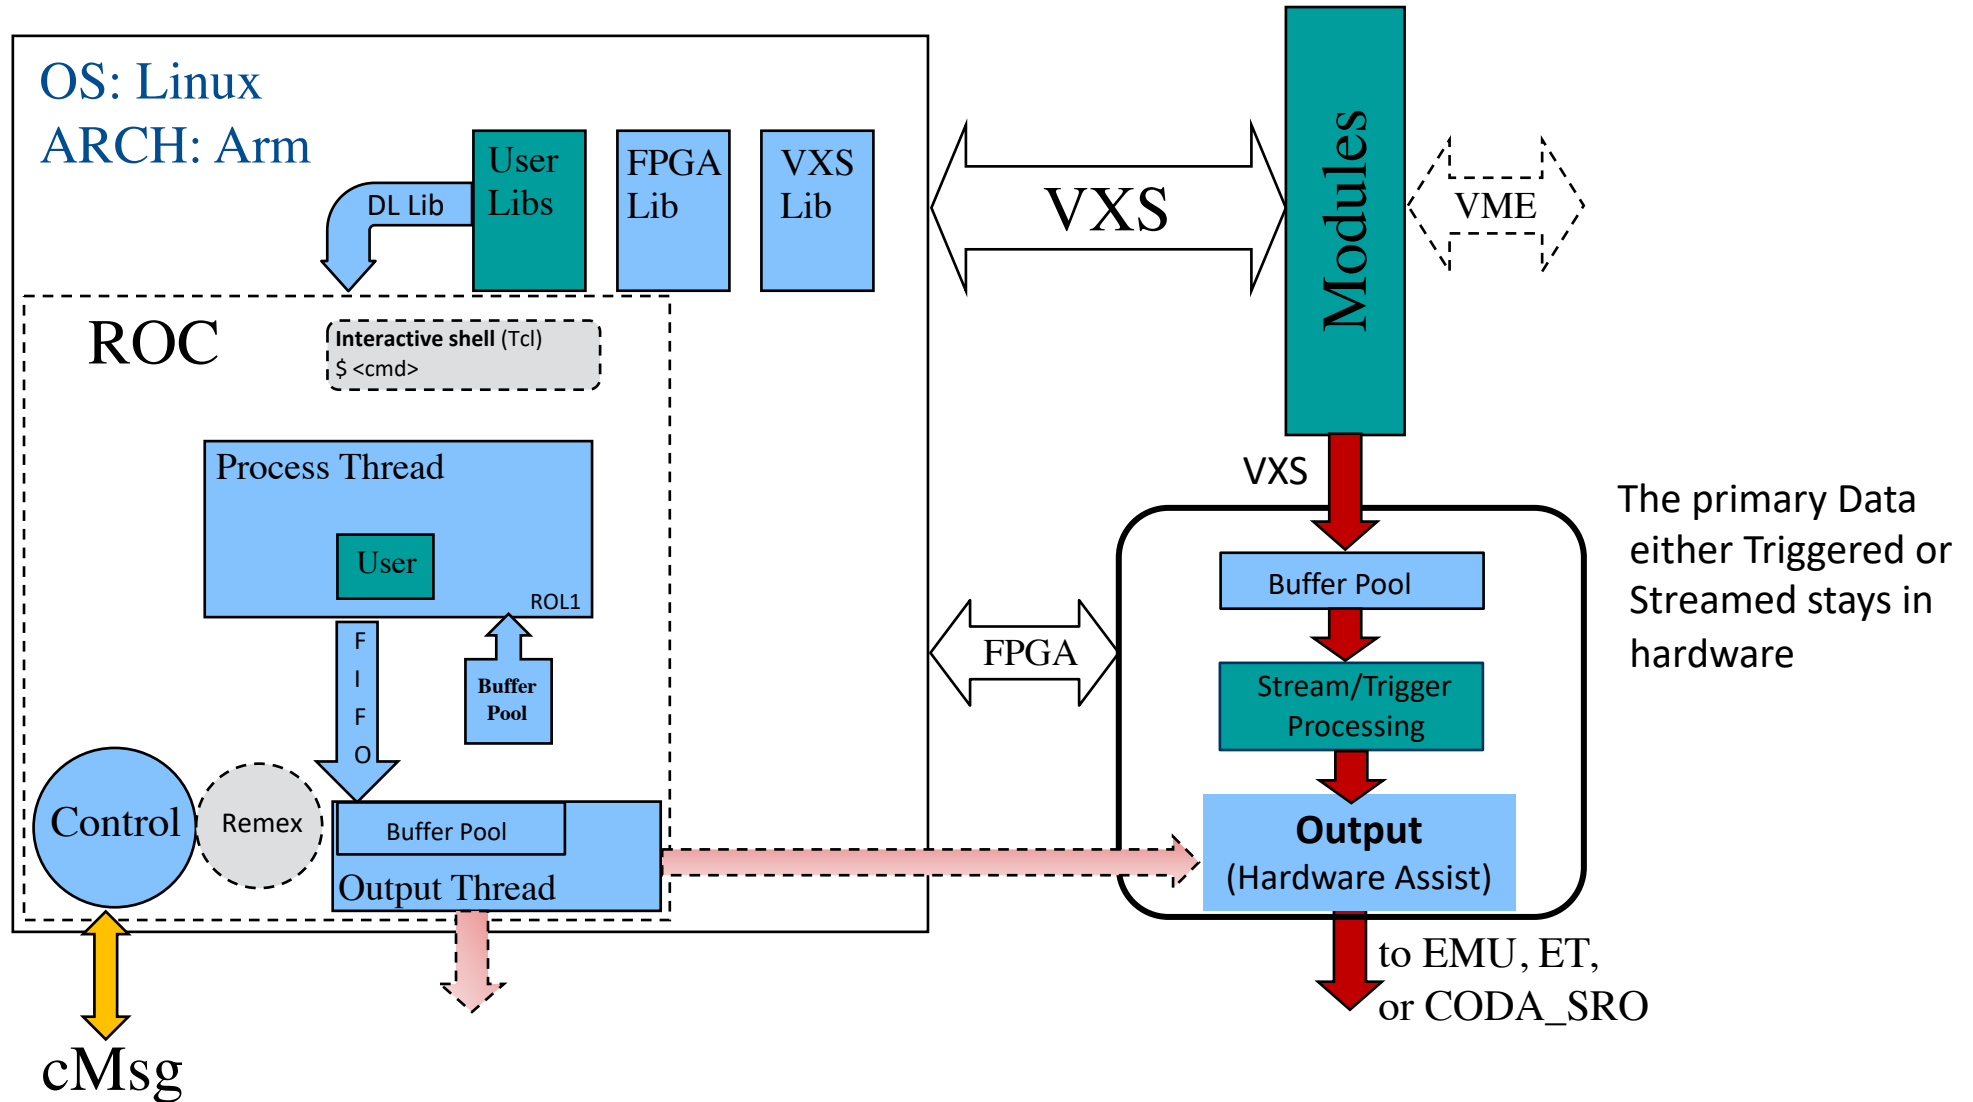 OS: Linux
ARCH: Arm
User
Libs
FPGA
Lib
VXS
Lib
DL Lib
ROC
Interactive shell (Tcl)
$ <cmd>
Process Thread
User
ROL1
F
I
F
O
Buffer
Pool
Control
Remex
Buffer Pool
Output Thread
cMsg
VXS
Modules
VME
VXS
FPGA
Buffer Pool
Stream/Trigger
Processing
Output
(Hardware Assist)
to EMU, ET,
or CODA_SRO
The primary Data
either Triggered or
Streamed stays in
hardware